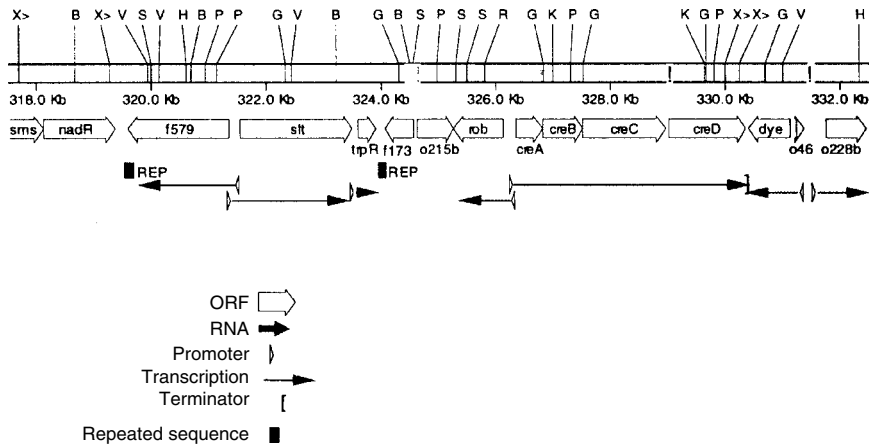 X> B X> V S V H B P P G V B G B S P S S R G K P G K G P X> X> G V H
318.0 Kb 320.0 Kb 322.0 Kb 324.0 Kb 326.0 Kb 328.0 Kb 330.0 Kb 332.0 Kb
sms nadR f579 slt trpR f173 o215b rob creA creB creC creD dye o46 o228b
REP REP
ORF
RNA
Promoter
Transcription
Terminator
Repeated sequence